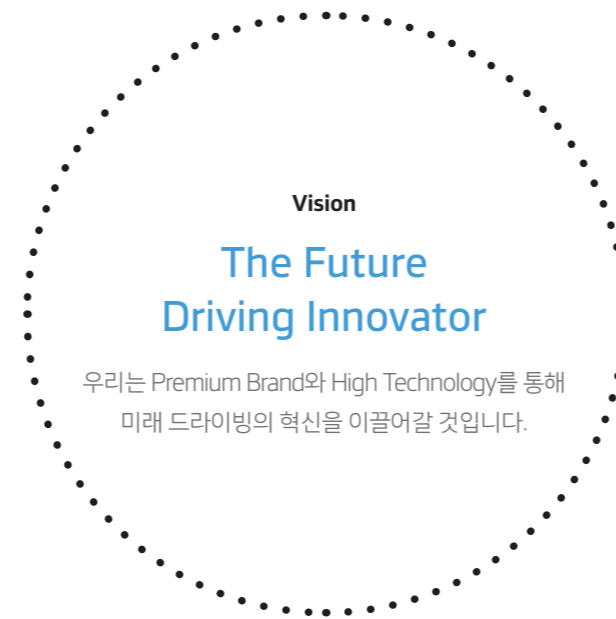 Vision
The Future
Driving Innovator
우리는 Premium Brand와 High Technology를 통해
미래 드라이빙의 혁신을 이끌어갈 것입니다.